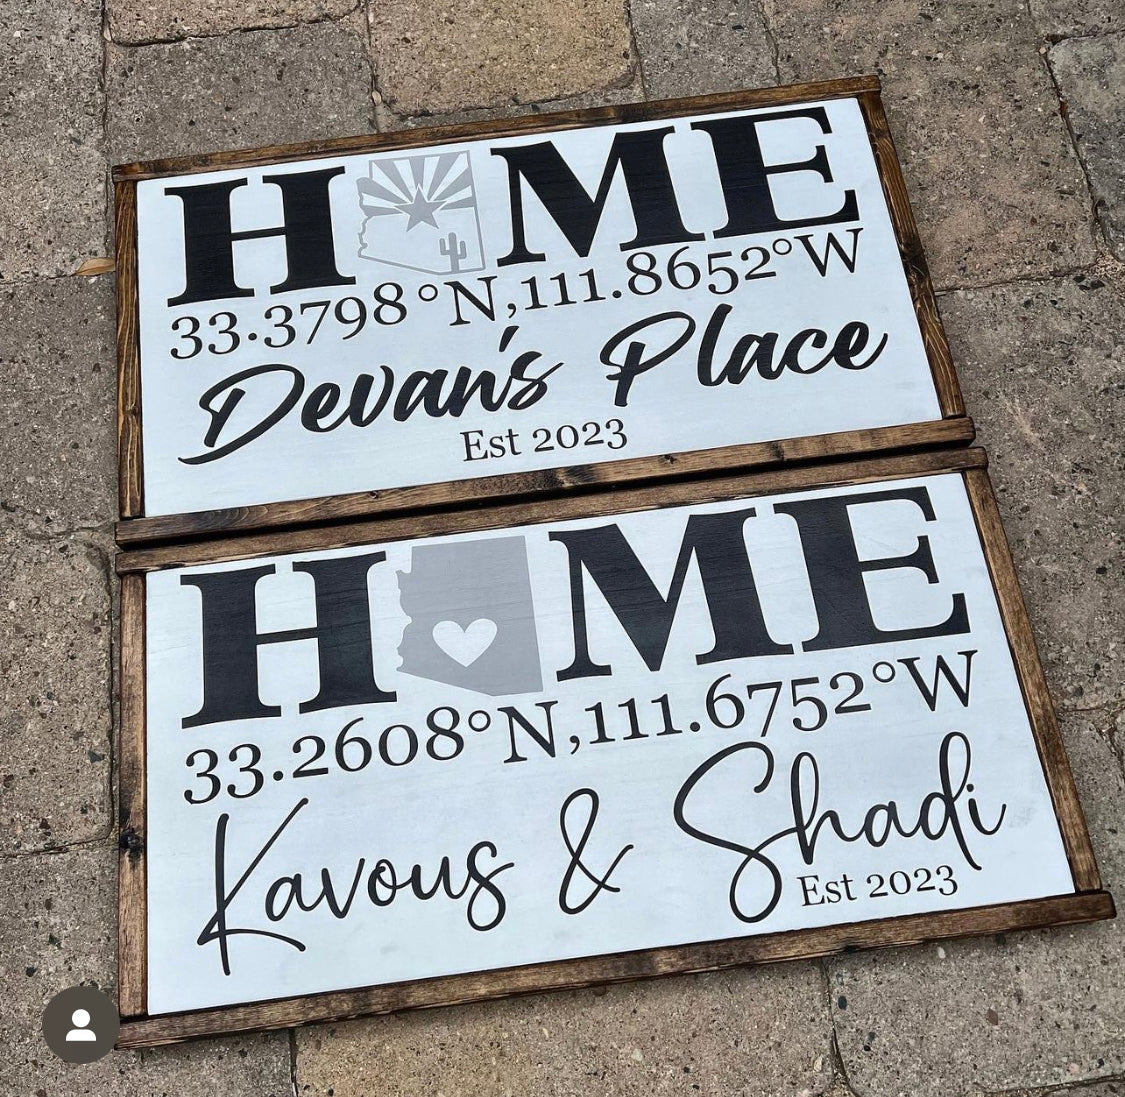 HOME
33.3798°N,111.8652°W
Devan's Place
Est 2023
HOME
33.2608°N,111.6752°W
Kavous & Shadi
Est 2023